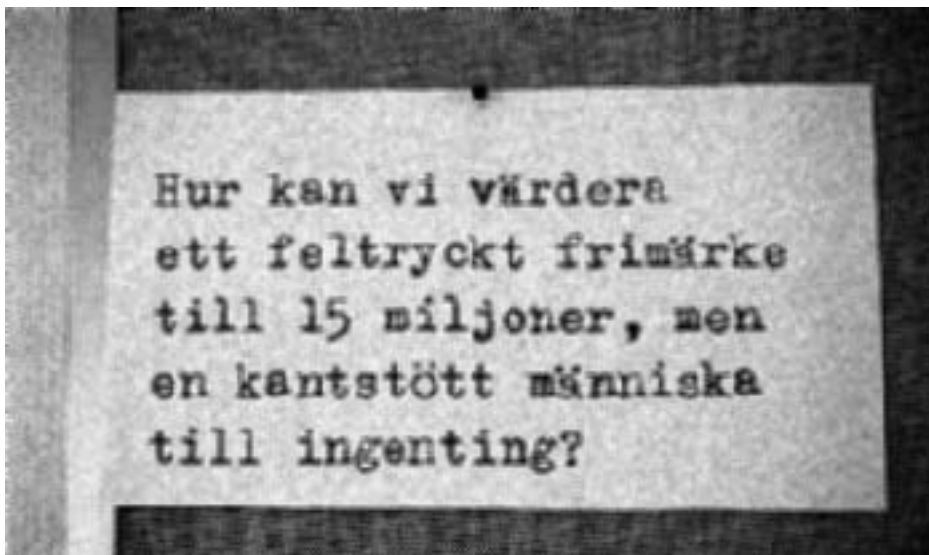 Hur kan vi värdera
ett feltryckt frimärke
till 15 miljoner, men
en kantstött människa
till ingenting?